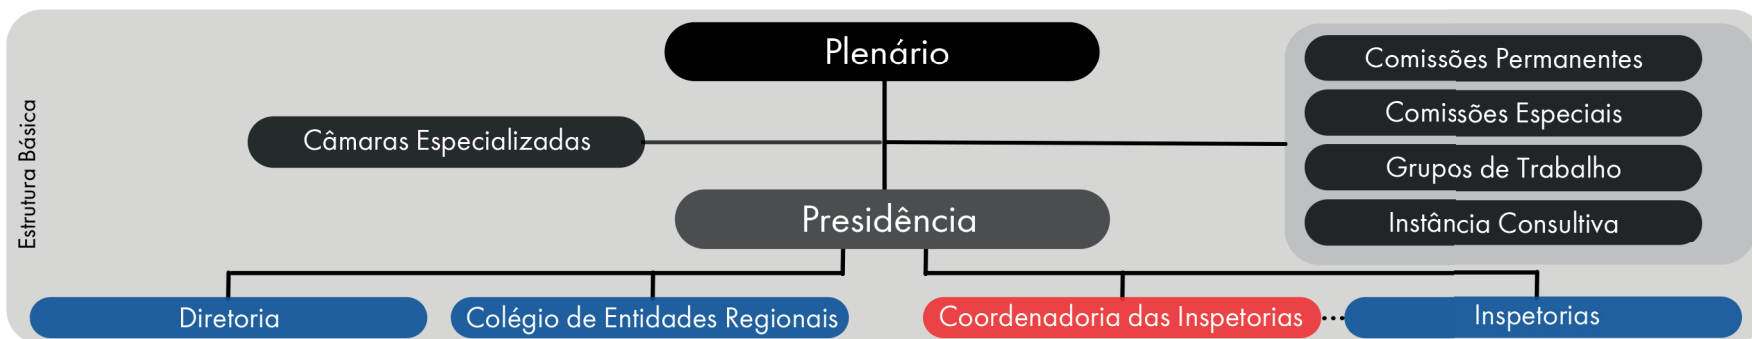 Estrutura Básica
Plenário
Comissões Permanentes
Comissões Especiais
Grupos de Trabalho
Instância Consultiva
Câmaras Especializadas
Presidência
Diretoria
Colégio de Entidades Regionais
Coordenadoria das Inspetorias
Inspetorias